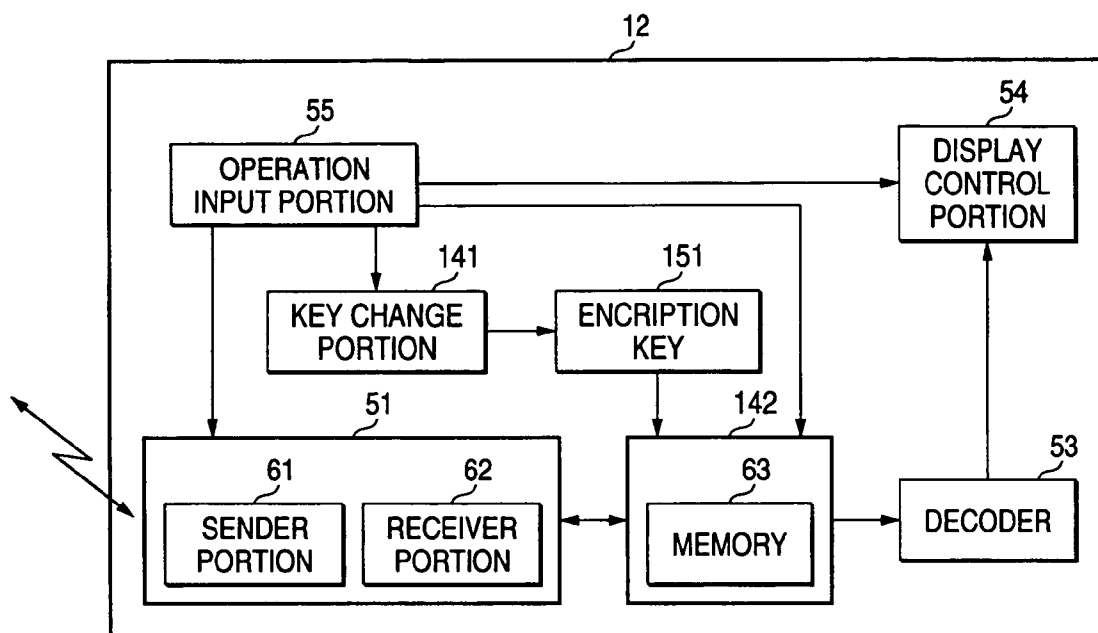 12
55
OPERATION
INPUT PORTION
54
DISPLAY
CONTROL
PORTION
141
KEY CHANGE
PORTION
151
ENCRIPTION
KEY
51
61
SENDER
PORTION
62
RECEIVER
PORTION
142
63
MEMORY
53
DECODER